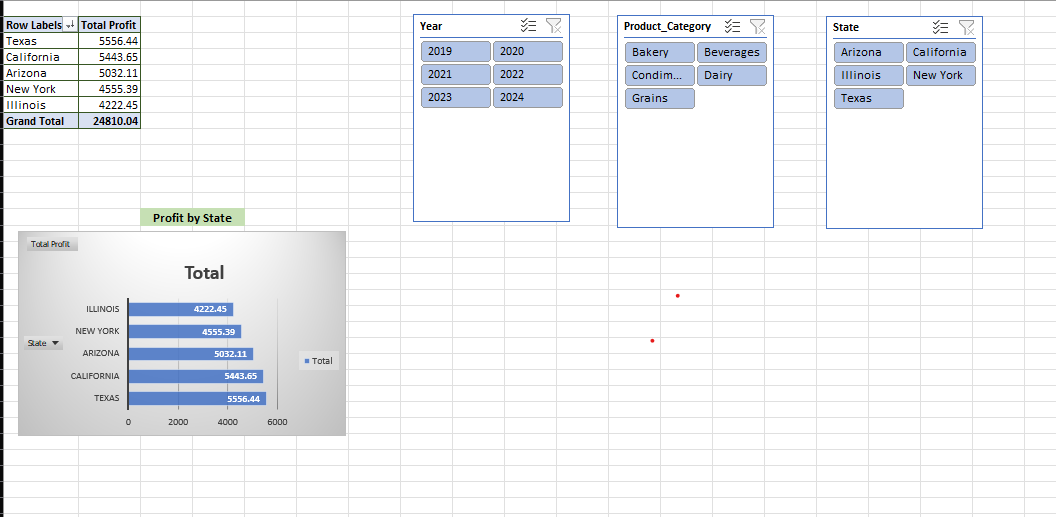 Row Labels Total Profit
Texas 5556.44
California 5443.65
Arizona 5032.11
New York 4555.39
Illinois 4222.45
Grand Total 24810.04
Year
2019 2020
2021 2022
2023 2024
Product_Category
Bakery Beverages
Condim... Dairy
Grains
State
Arizona California
Illinois New York
Texas
Profit by State
Total Profit
Total
ILLINOIS 4222.45
NEW YORK 4555.39
State
ARIZONA 5032.11
Total
CALIFORNIA 5443.65
TEXAS 5556.44
0 2000 4000 6000